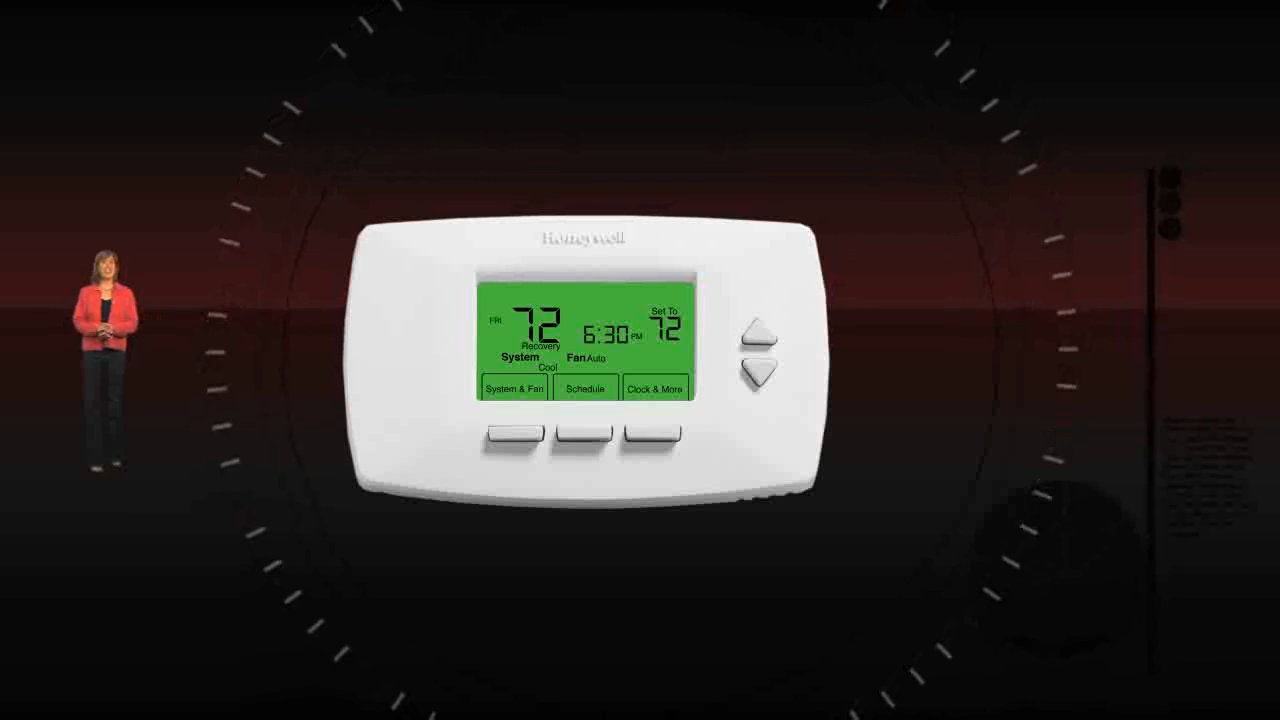 Honeywell
FRI 72 6:30 PM Set To 72
Recovery
System Fan Auto
Cool
System & Fan Schedule Clock & More